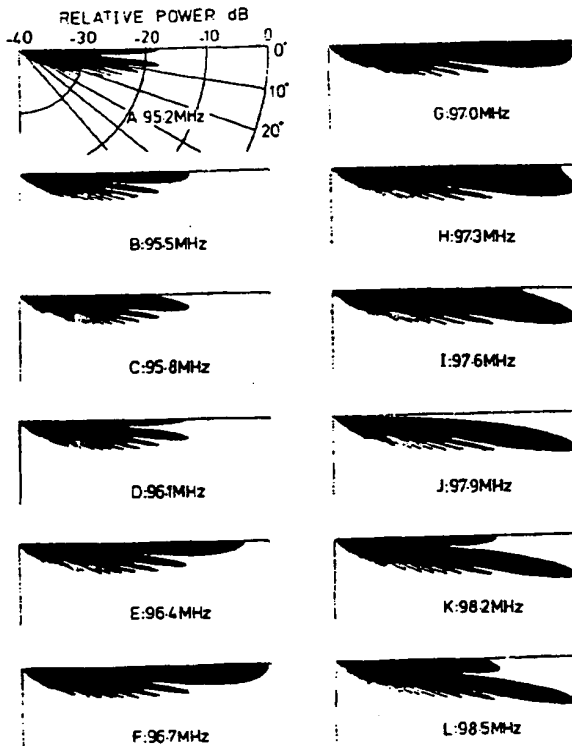 RELATIVE POWER dB
-40 -30 -20 -10 0
0°
10°
20°
A 95·2MHz
B:95·5MHz
C:95·8MHz
D:96·1MHz
E:96·4MHz
F:96·7MHz
G:97·0MHz
H:97·3MHz
I:97·6MHz
J:97·9MHz
K:98·2MHz
L:98·5MHz